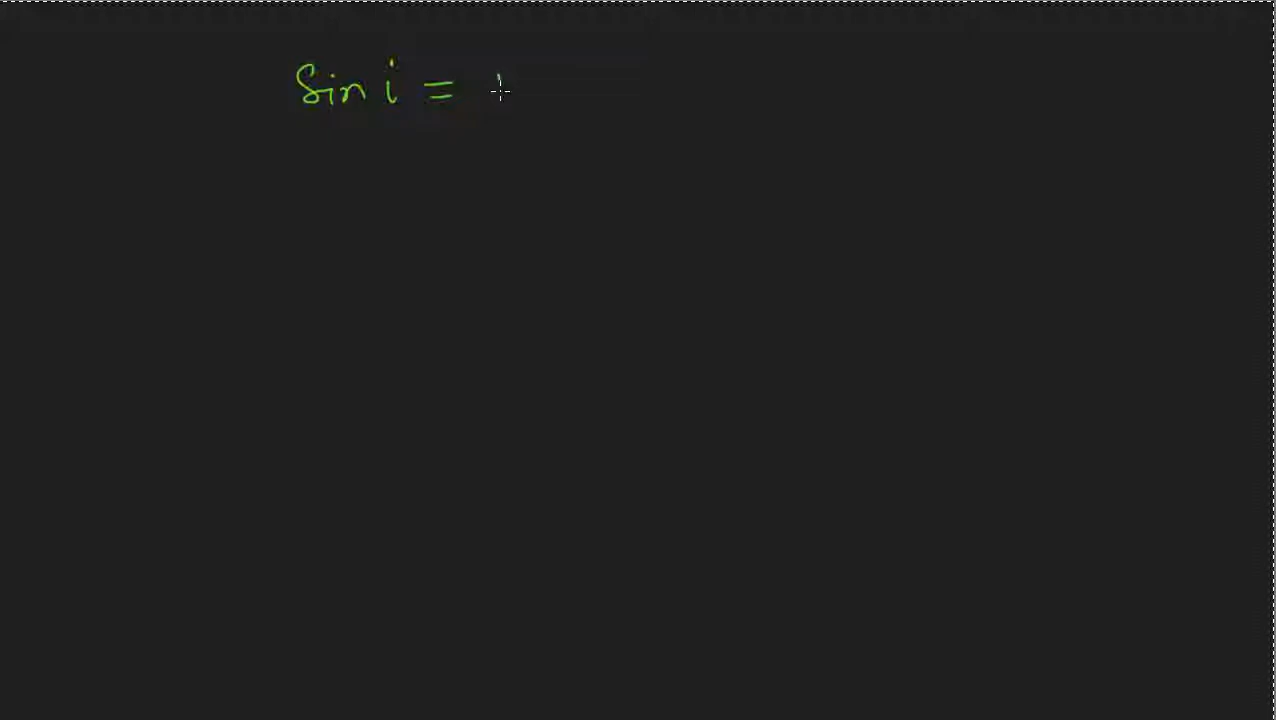 Sin i =